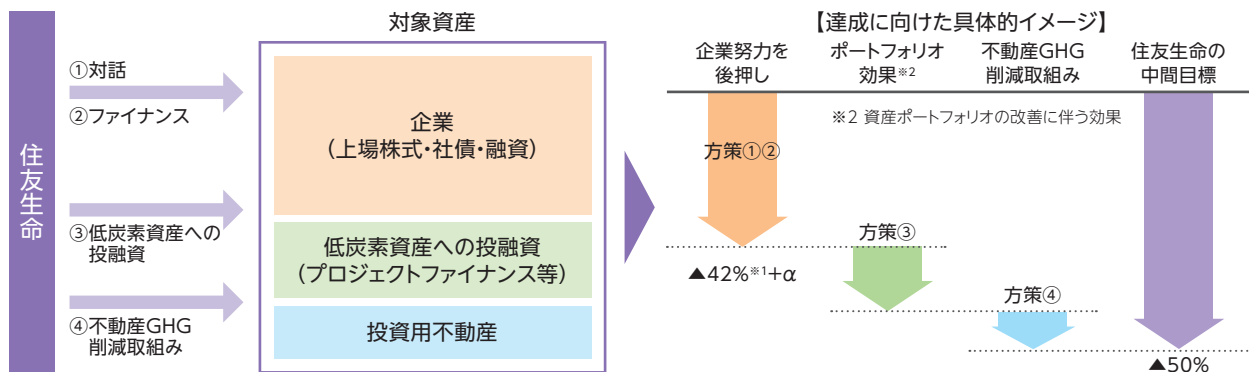 住友生命
①対話
②ファイナンス
③低炭素資産への
投融資
④不動産GHG
削減取組み
対象資産
企業
（上場株式・社債・融資）
低炭素資産への投融資
（プロジェクトファイナンス等）
投資用不動産
【達成に向けた具体的イメージ】
企業努力を
後押し
ポートフォリオ
効果※2
不動産GHG
削減取組み
住友生命の
中間目標
※2 資産ポートフォリオの改善に伴う効果
方策①②
▲42%※1+α
方策③
方策④
▲50%